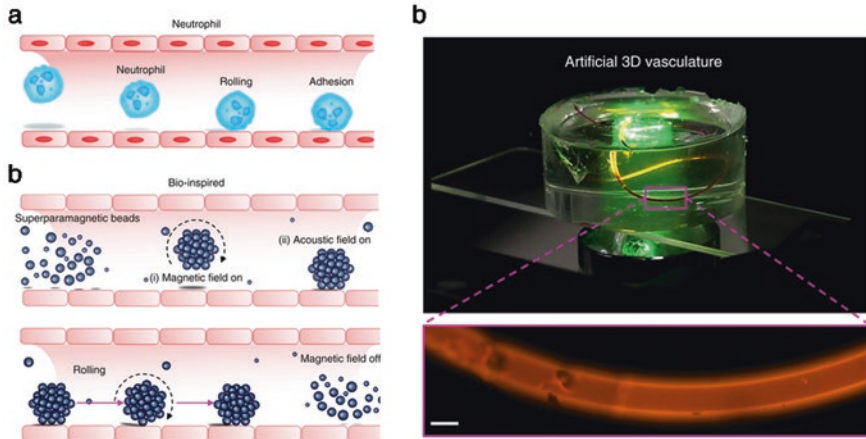 a
Neutrophil
Neutrophil
Rolling
Adhesion
b
Bio-inspired
Superparamagnetic beads
(ii) Acoustic field on
(i) Magnetic field on
Rolling
Magnetic field off
b
Artificial 3D vasculature